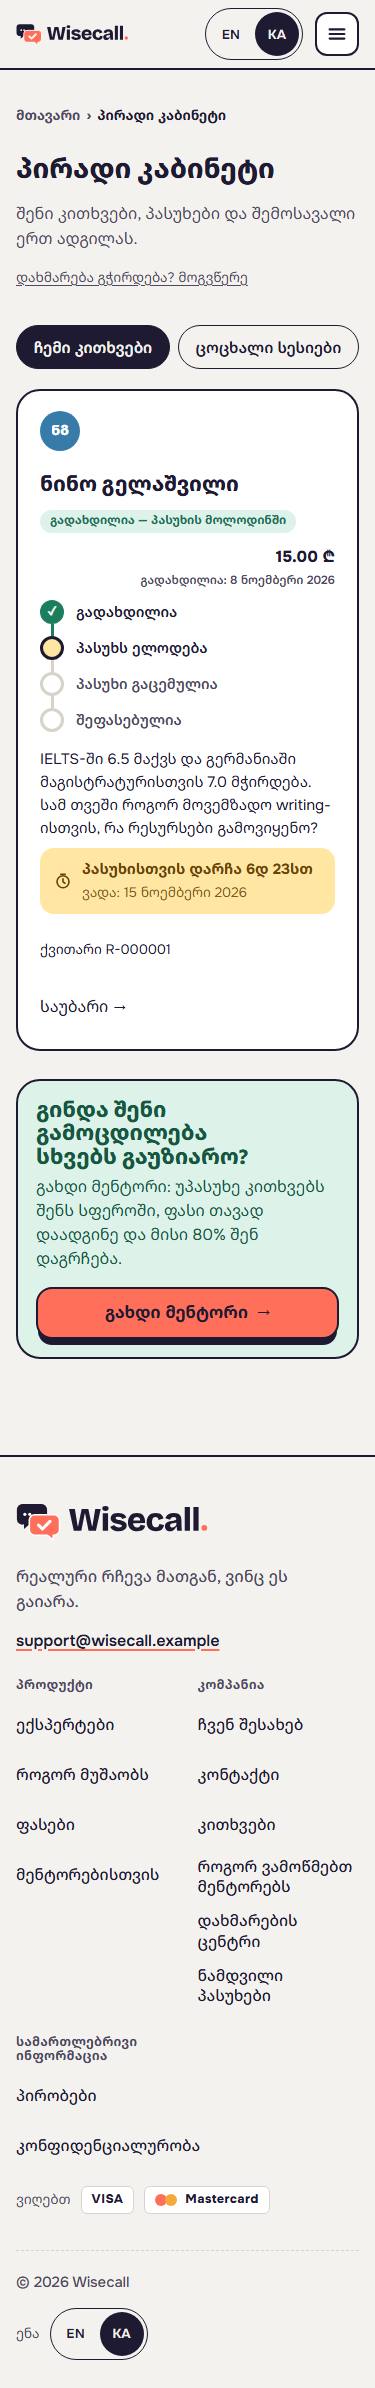 Wisecall.
EN KA
მთავარი › პირადი კაბინეტი
პირადი კაბინეტი
შენი კითხვები, პასუხები და შემოსავალი
ერთ ადგილას.
დახმარება გჭირდება? მოგვწერე
ჩემი კითხვები
ცოცხალი სესიები
ნგ
ნინო გელაშვილი
გადახდილია — პასუხის მოლოდინში
15.00 ₾
გადახდილია: 8 ნოემბერი 2026
გადახდილია
პასუხს ელოდება
პასუხი გაცემულია
შეფასებულია
IELTS-ში 6.5 მაქვს და გერმანიაში
მაგისტრატურისთვის 7.0 მჭირდება.
სამ თვეში როგორ მოვემზადო writing-
ისთვის, რა რესურსები გამოვიყენო?
პასუხისთვის დარჩა 6დ 23სთ
ვადა: 15 ნოემბერი 2026
ქვითარი R-000001
საუბარი →
გინდა შენი
გამოცდილება
სხვებს გაუზიარო?
გახდი მენტორი: უპასუხე კითხვებს
შენს სფეროში, ფასი თავად
დაადგინე და მისი 80% შენ
დაგრჩება.
გახდი მენტორი →
Wisecall.
რეალური რჩევა მათგან, ვინც ეს
გაიარა.
support@wisecall.example
პროდუქტი
ექსპერტები
როგორ მუშაობს
ფასები
მენტორებისთვის
კომპანია
ჩვენ შესახებ
კონტაქტი
კითხვები
როგორ ვამოწმებთ
მენტორებს
დახმარების
ცენტრი
ნამდვილი
პასუხები
სამართლებრივი
ინფორმაცია
პირობები
კონფიდენციალურობა
ვიღებთ VISA Mastercard
© 2026 Wisecall
ენა EN KA